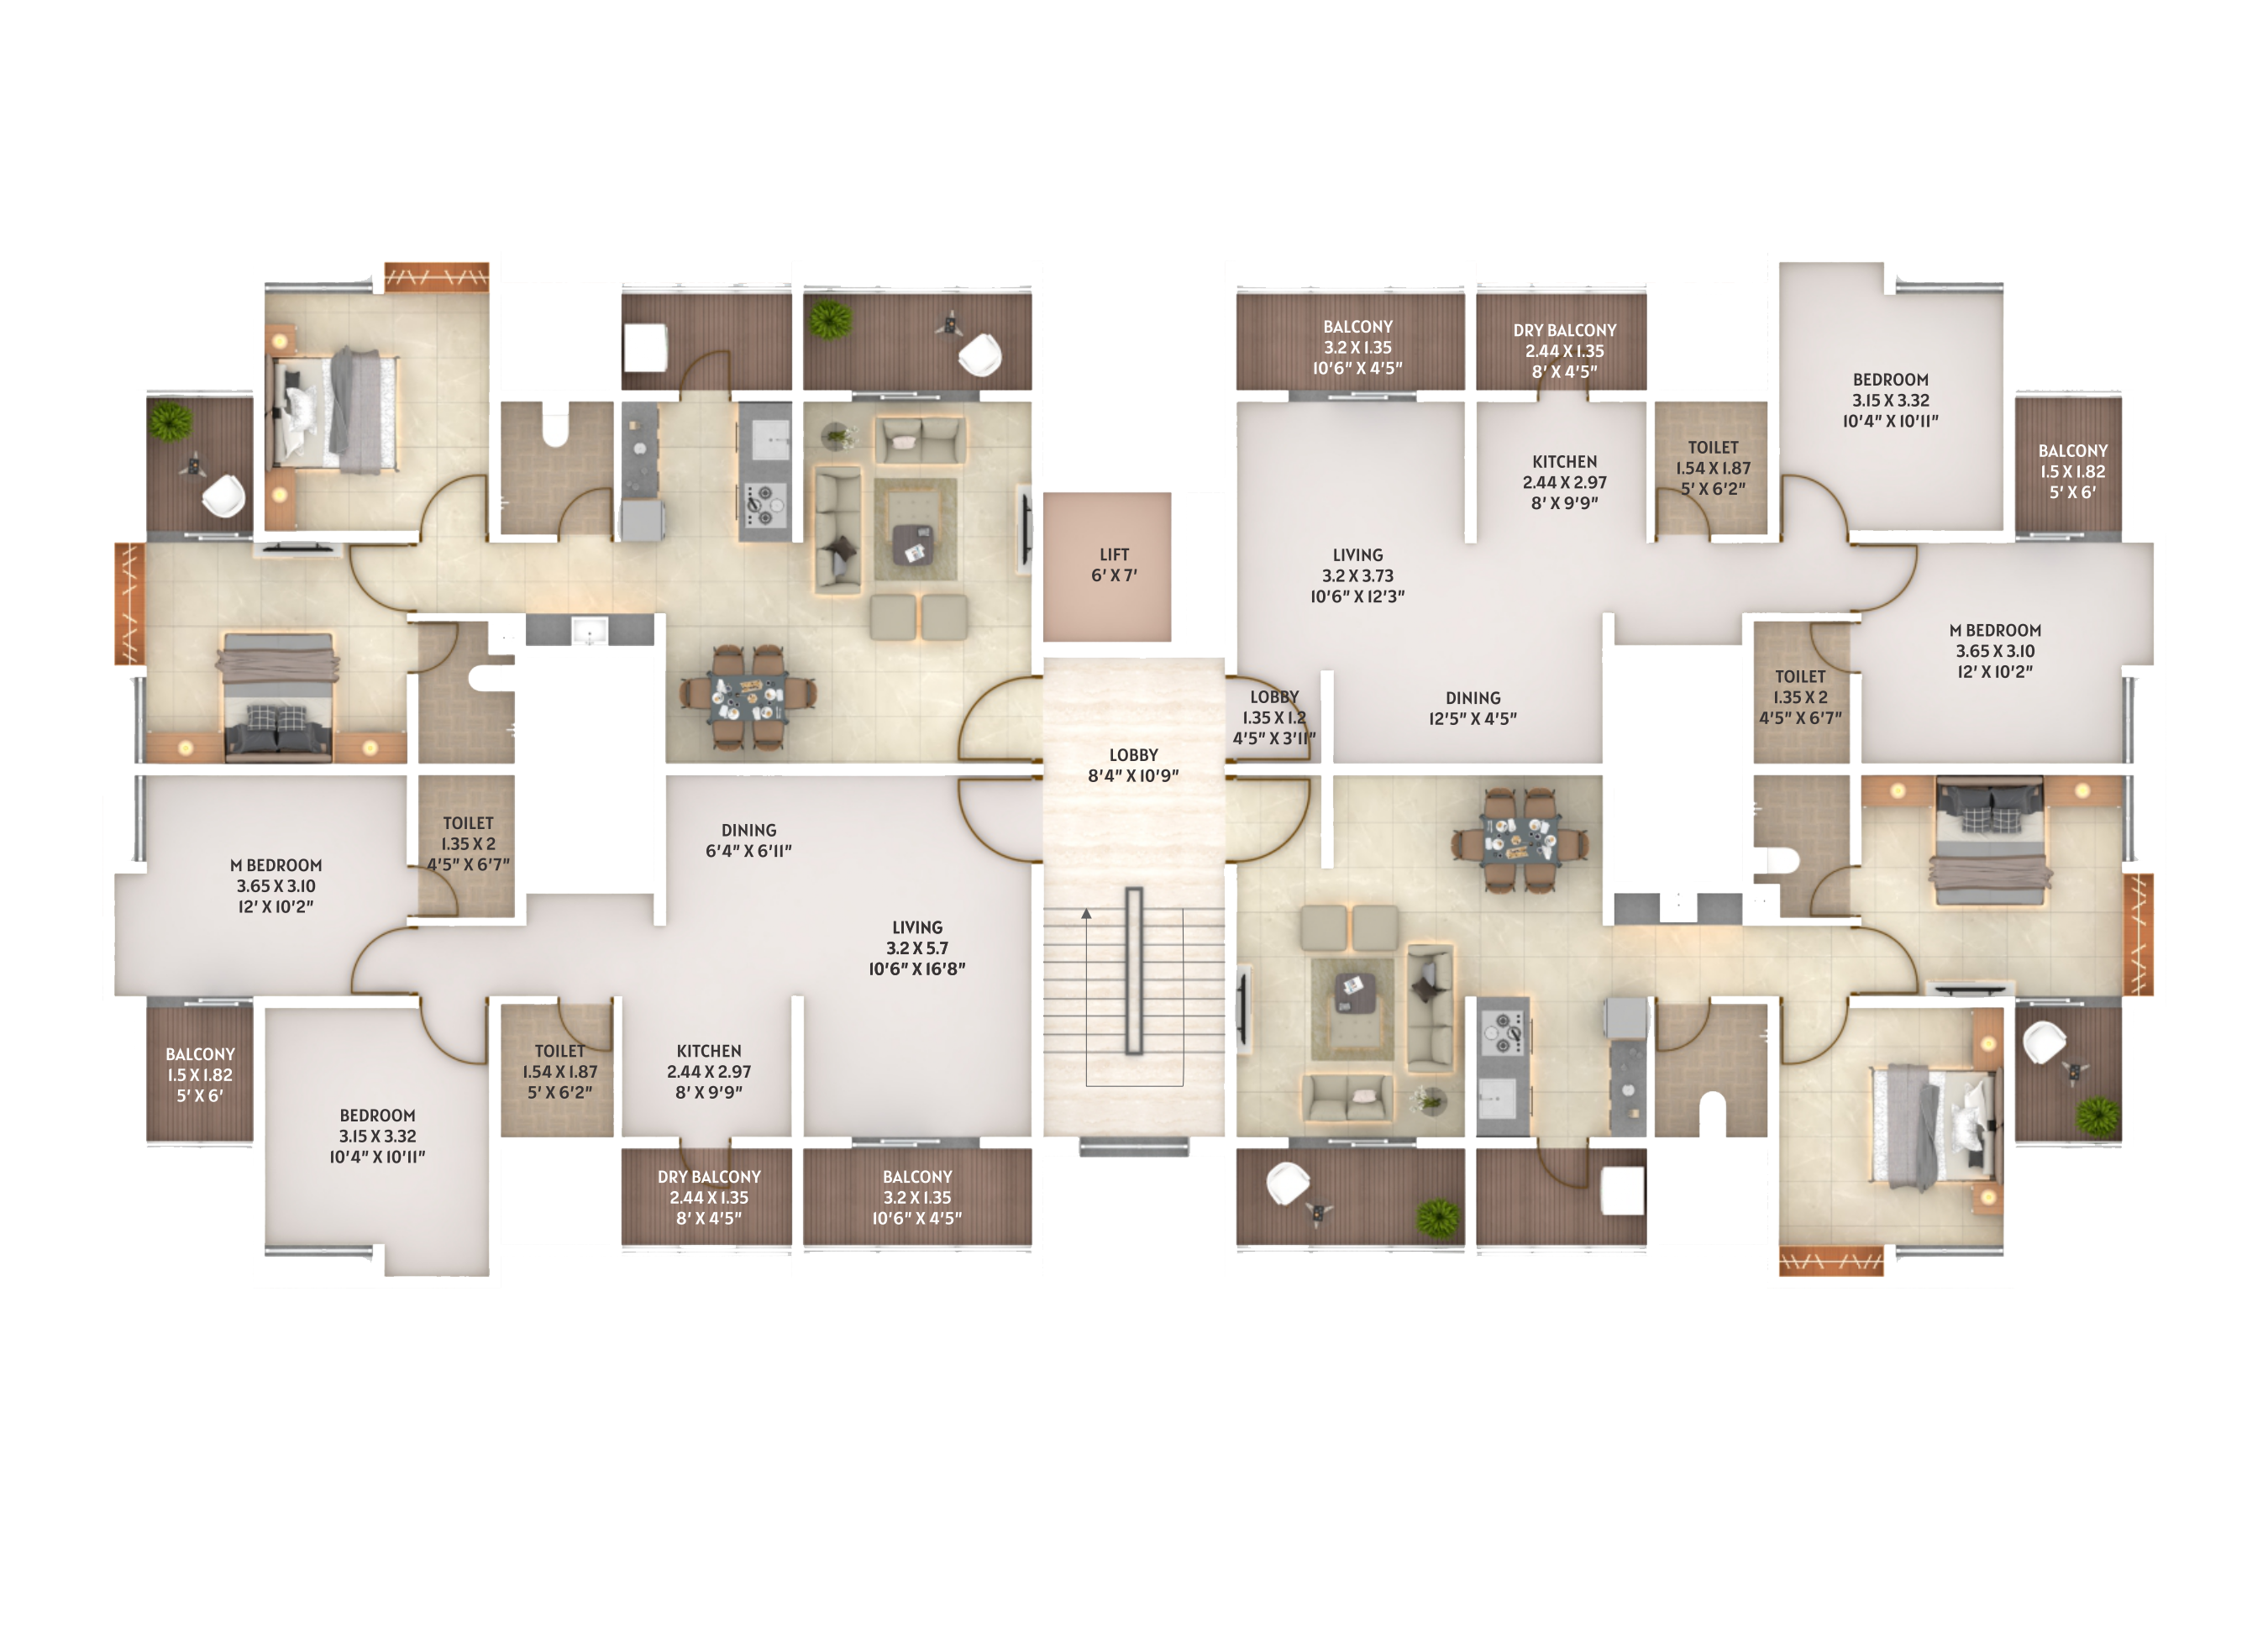 BALCONY
3.2 X 1.35
10'6" X 4'5"
DRY BALCONY
2.44 X 1.35
8' X 4'5"
BEDROOM
3.15 X 3.32
10'4" X 10'11"
BALCONY
1.5 X 1.82
5' X 6'
TOILET
1.54 X 1.87
5' X 6'2"
KITCHEN
2.44 X 2.97
8' X 9'9"
LIFT
6' X 7'
LIVING
3.2 X 3.73
10'6" X 12'3"
M BEDROOM
3.65 X 3.10
12' X 10'2"
TOILET
1.35 X 2
4'5" X 6'7"
LOBBY
1.35 X 1.2
4'5" X 3'11"
DINING
12'5" X 4'5"
LOBBY
8'4" X 10'9"
DINING
6'4" X 6'11"
TOILET
1.35 X 2
4'5" X 6'7"
M BEDROOM
3.65 X 3.10
12' X 10'2"
LIVING
3.2 X 5.7
10'6" X 16'8"
BALCONY
1.5 X 1.82
5' X 6'
TOILET
1.54 X 1.87
5' X 6'2"
KITCHEN
2.44 X 2.97
8' X 9'9"
BEDROOM
3.15 X 3.32
10'4" X 10'11"
DRY BALCONY
2.44 X 1.35
8' X 4'5"
BALCONY
3.2 X 1.35
10'6" X 4'5"